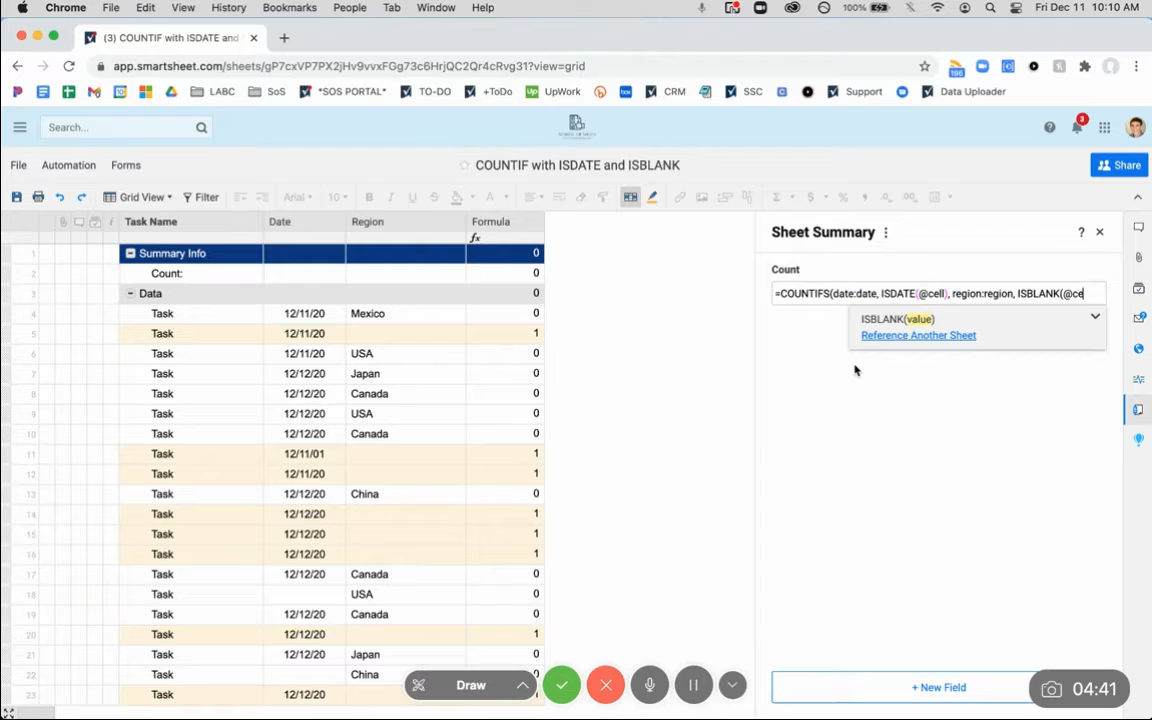 Chrome File Edit View History Bookmarks People Tab Window Help 100% Fri Dec 11 10:10 AM
(3) COUNTIF with ISDATE and
app.smartsheet.com/sheets/gP7cxVP7PX2jHv9vvxFGg73c6HrjQC2Qr4cRvg31?view=grid 196
LABC SoS *SOS PORTAL* TO-DO +ToDo UpWork CRM SSC Support Data Uploader
Search... 3
File Automation Forms COUNTIF with ISDATE and ISBLANK Share
Grid View Filter Arial 10
Task Name Date Region Formula
fx
1 Summary Info 0
2 Count: 0
3 Data 0
4 Task 12/11/20 Mexico 0
5 Task 12/11/20 1
6 Task 12/11/20 USA 0
7 Task 12/12/20 Japan 0
8 Task 12/12/20 Canada 0
9 Task 12/12/20 USA 0
10 Task 12/12/20 Canada 0
11 Task 12/11/01 1
12 Task 12/11/20 1
13 Task 12/12/20 China 0
14 Task 12/12/20 1
15 Task 12/12/20 1
16 Task 12/12/20 1
17 Task 12/12/20 Canada 0
18 Task USA 0
19 Task 12/12/20 Canada 0
20 Task 12/12/20 1
21 Task 12/12/20 Japan 0
22 Task China
23 Task 12/12/20
Sheet Summary ?
Count
=COUNTIFS(date:date, ISDATE(@cell), region:region, ISBLANK(@ce
ISBLANK(value)
Reference Another Sheet
+ New Field
Draw
04:41